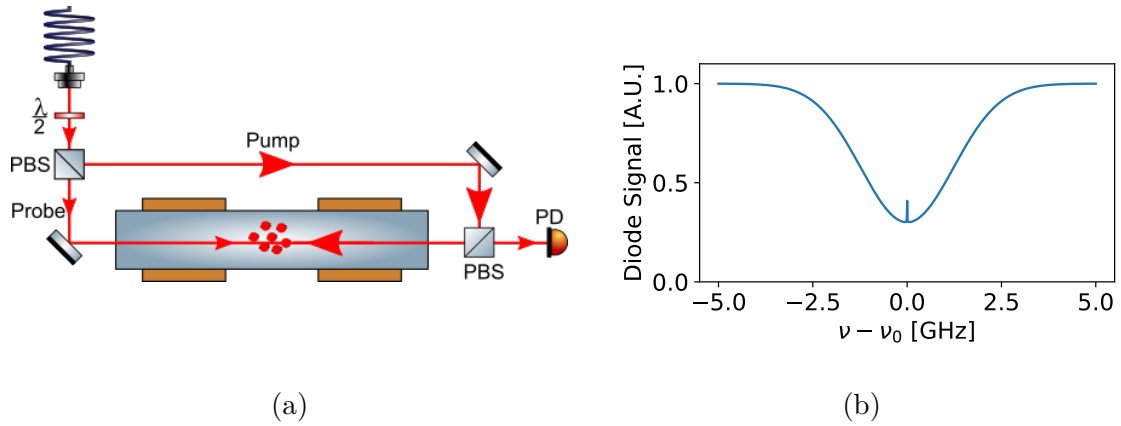 λ
2
PBS
Pump
Probe
PD
PBS
(a)
Diode Signal [A.U.]
1.0
0.5
0.0
−5.0 −2.5 0.0 2.5 5.0
ν − ν₀ [GHz]
(b)